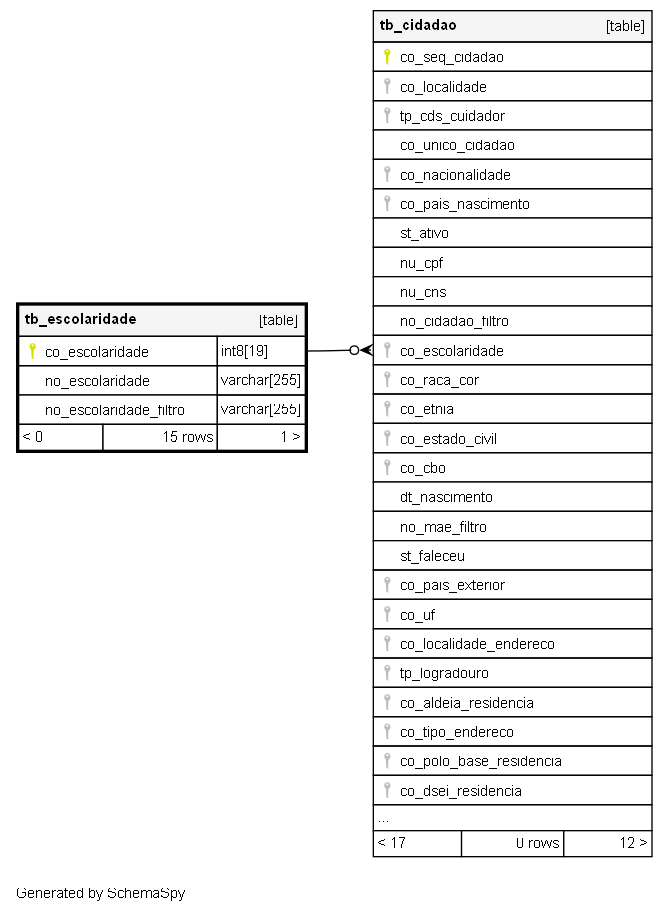 tb_cidadao [table]
co_seq_cidadao
co_localidade
tp_cds_cuidador
co_unico_cidadao
co_nacionalidade
co_pais_nascimento
st_ativo
nu_cpf
nu_cns
no_cidadao_filtro
co_escolaridade
co_raca_cor
co_etnia
co_estado_civil
co_cbo
dt_nascimento
no_mae_filtro
st_faleceu
co_pais_exterior
co_uf
co_localidade_endereco
tp_logradouro
co_aldeia_residencia
co_tipo_endereco
co_polo_base_residencia
co_dsei_residencia
...
< 17 0 rows 12 >
tb_escolaridade [table]
co_escolaridade int8[19]
no_escolaridade varchar[255]
no_escolaridade_filtro varchar[255]
< 0 15 rows 1 >
Generated by SchemaSpy